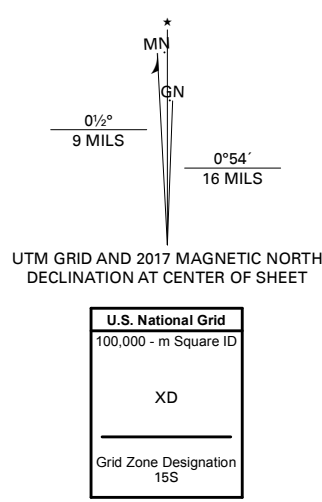 MN
GN
0½°
9 MILS
0°54´
16 MILS
UTM GRID AND 2017 MAGNETIC NORTH
DECLINATION AT CENTER OF SHEET
U.S. National Grid
100,000 - m Square ID
XD
Grid Zone Designation
15S